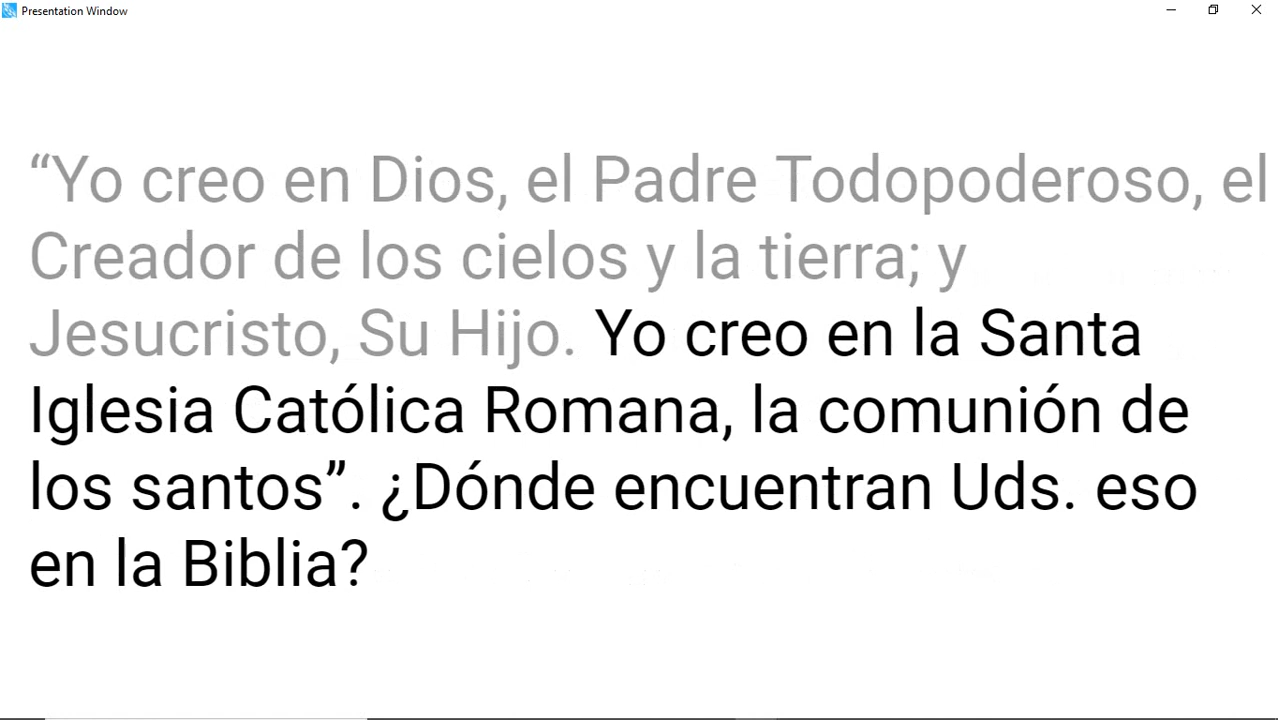 Presentation Window
“Yo creo en Dios, el Padre Todopoderoso, el
Creador de los cielos y la tierra; y
Jesucristo, Su Hijo. Yo creo en la Santa
Iglesia Católica Romana, la comunión de
los santos”. ¿Dónde encuentran Uds. eso
en la Biblia?